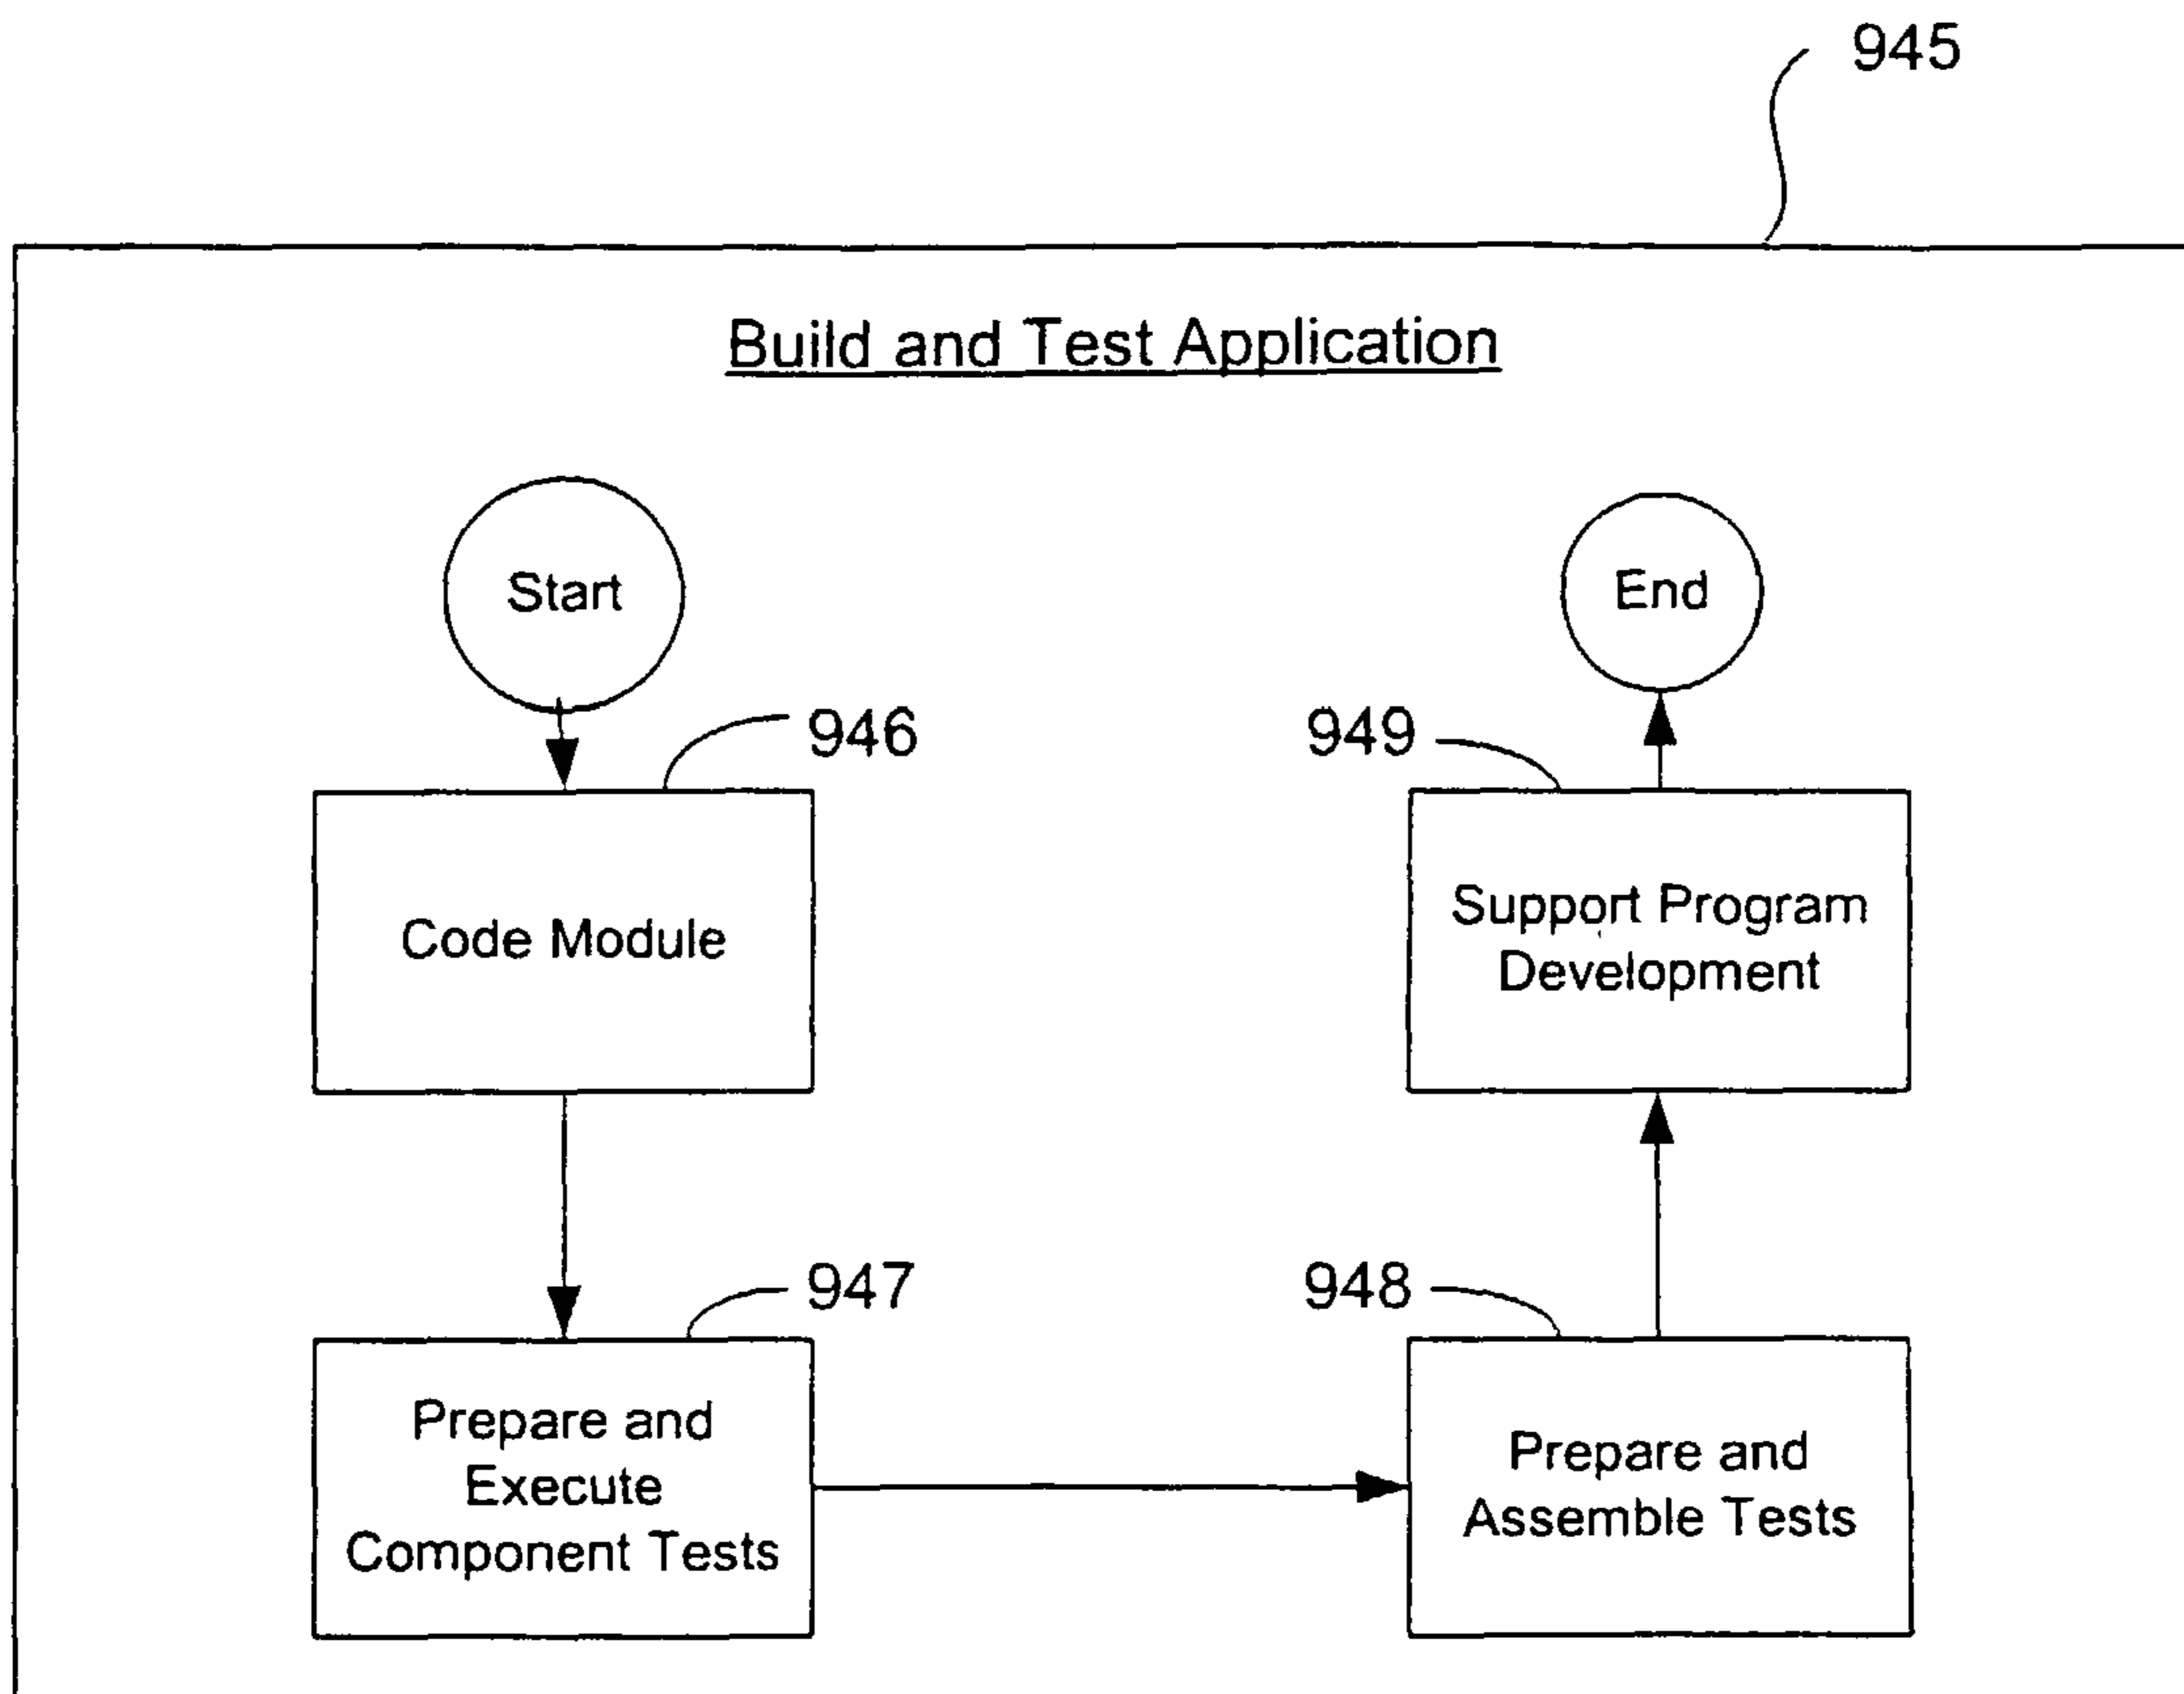 945
Build and Test Application
Start
End
946
949
Code Module
Support Program
Development
947
948
Prepare and
Execute
Component Tests
Prepare and
Assemble Tests